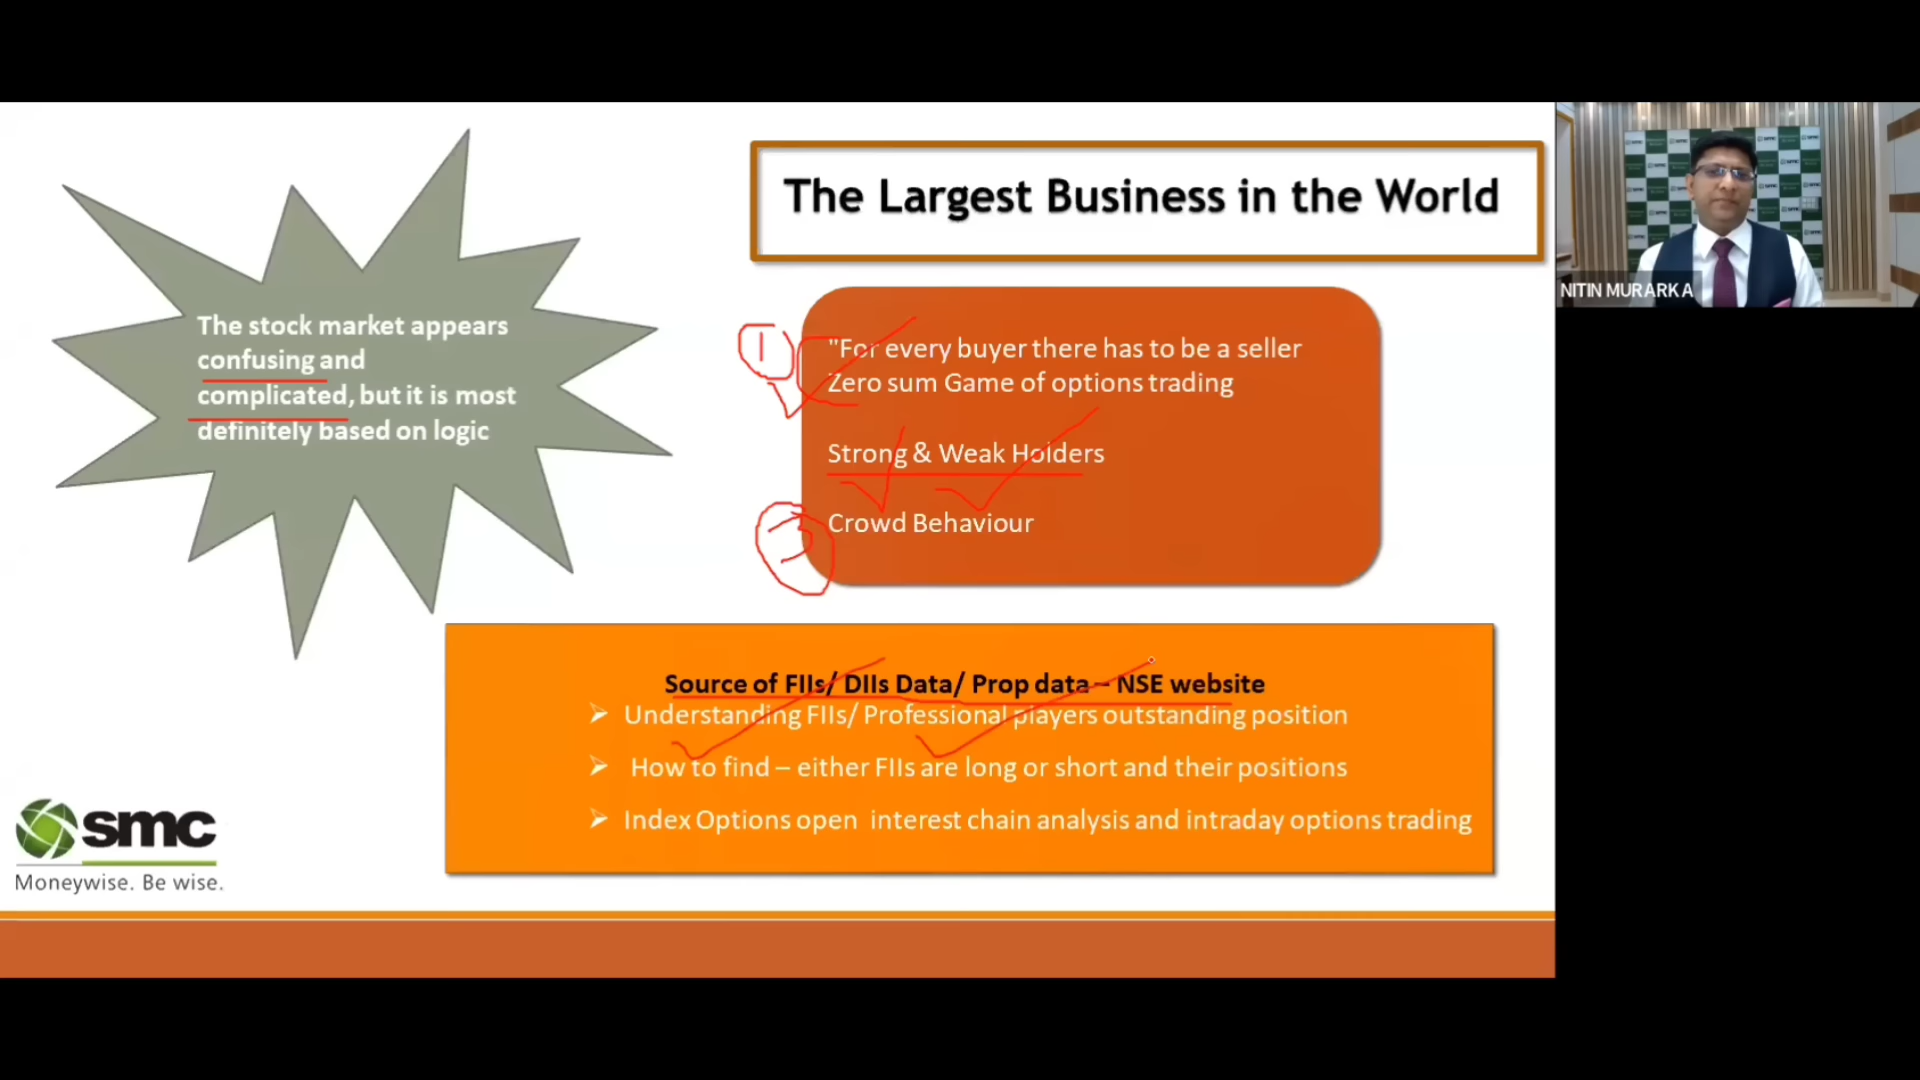 The Largest Business in the World
The stock market appears
confusing and
complicated, but it is most
definitely based on logic
1
"For every buyer there has to be a seller
Zero sum Game of options trading
Strong & Weak Holders
Crowd Behaviour
Source of FIIs/ DIIs Data/ Prop data – NSE website
Understanding FIIs/ Professional players outstanding position
How to find – either FIIs are long or short and their positions
Index Options open interest chain analysis and intraday options trading
smc
Moneywise. Be wise.
NITIN MURARKA